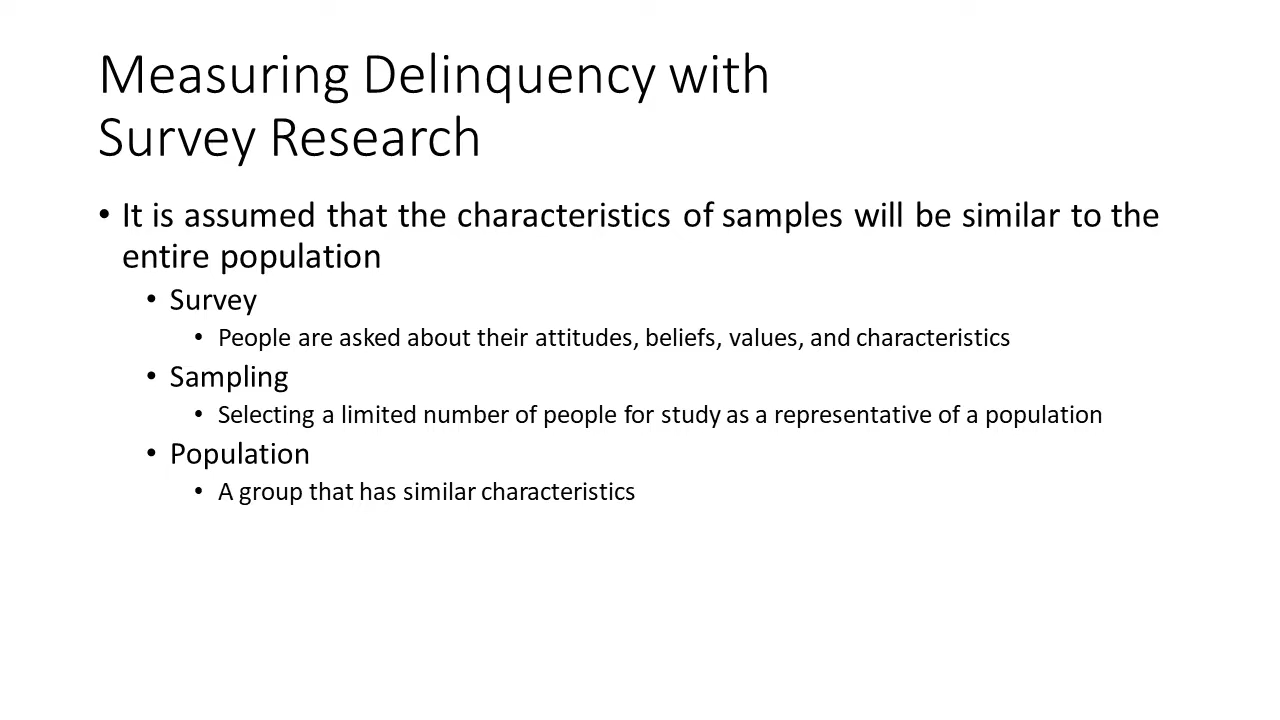 Measuring Delinquency with
Survey Research
• It is assumed that the characteristics of samples will be similar to the
entire population
• Survey
• People are asked about their attitudes, beliefs, values, and characteristics
• Sampling
• Selecting a limited number of people for study as a representative of a population
• Population
• A group that has similar characteristics